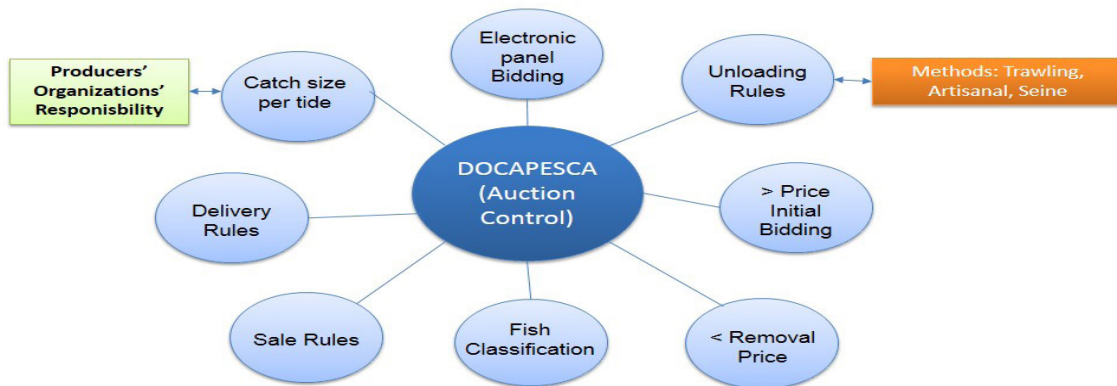 Electronic
panel
Bidding
Producers'
Organizations'
Responisbility
Catch size
per tide
Unloading
Rules
Methods: Trawling,
Artisanal, Seine
DOCAPESCA
(Auction
Control)
Delivery
Rules
> Price
Initial
Bidding
Sale Rules
Fish
Classification
< Removal
Price